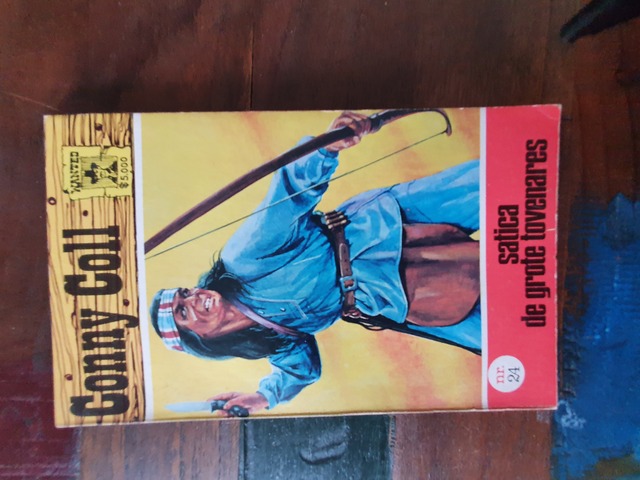 Conny Coll
WANTED
$5,000
satica
de grote tovenares
nr.
24